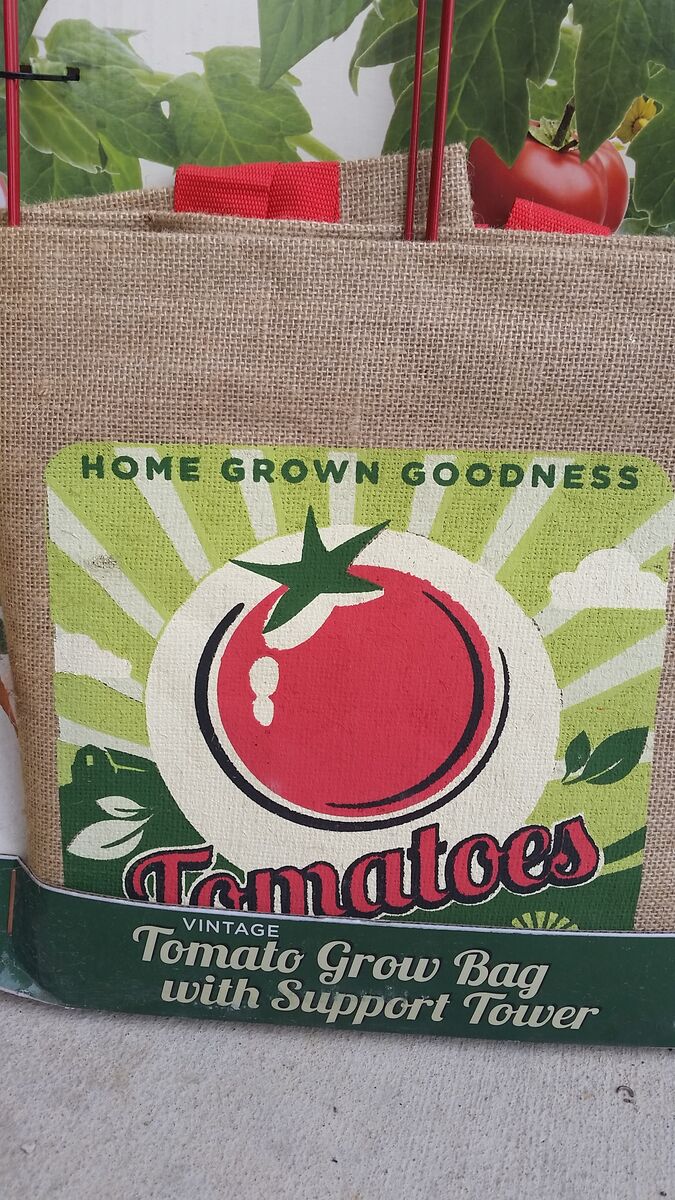 HOME GROWN GOODNESS
Tomatoes
VINTAGE
Tomato Grow Bag
with Support Tower